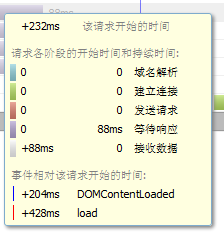 88ms
+232ms 该请求开始的时间
请求各阶段的开始时间和持续时间:
0 0 域名解析
0 0 建立连接
0 0 发送请求
0 88ms 等待响应
+88ms 0 接收数据
事件相对该请求开始的时间:
+204ms DOMContentLoaded
+428ms load